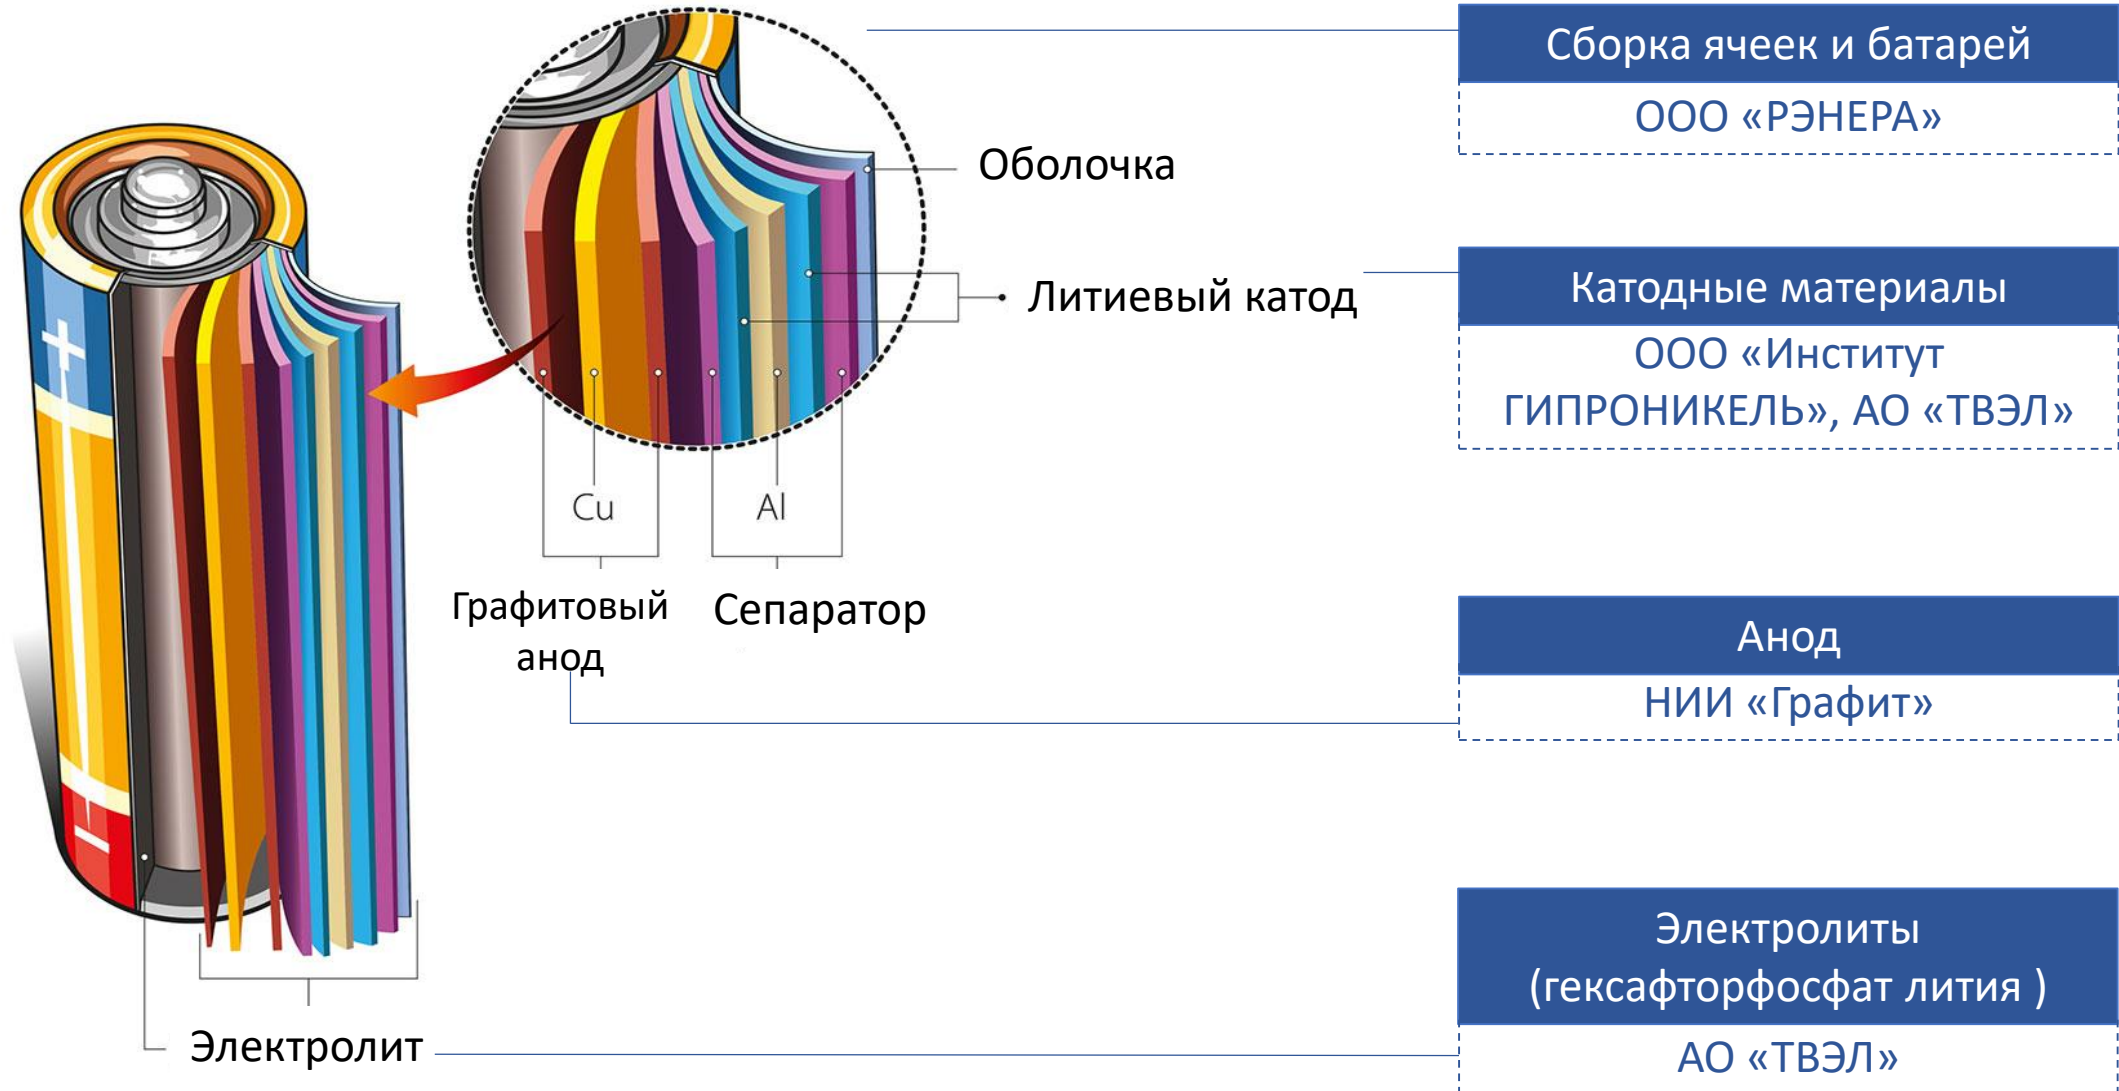 Сборка ячеек и батарей
ООО «РЭНЕРА»
Оболочка
Литиевый катод
Катодные материалы
ООО «Институт
ГИПРОНИКЕЛЬ», АО «ТВЭЛ»
+
Cu
Al
Графитовый
анод
Сепаратор
Анод
НИИ «Графит»
−
Электролит
Электролиты
(гексафторфосфат лития )
АО «ТВЭЛ»